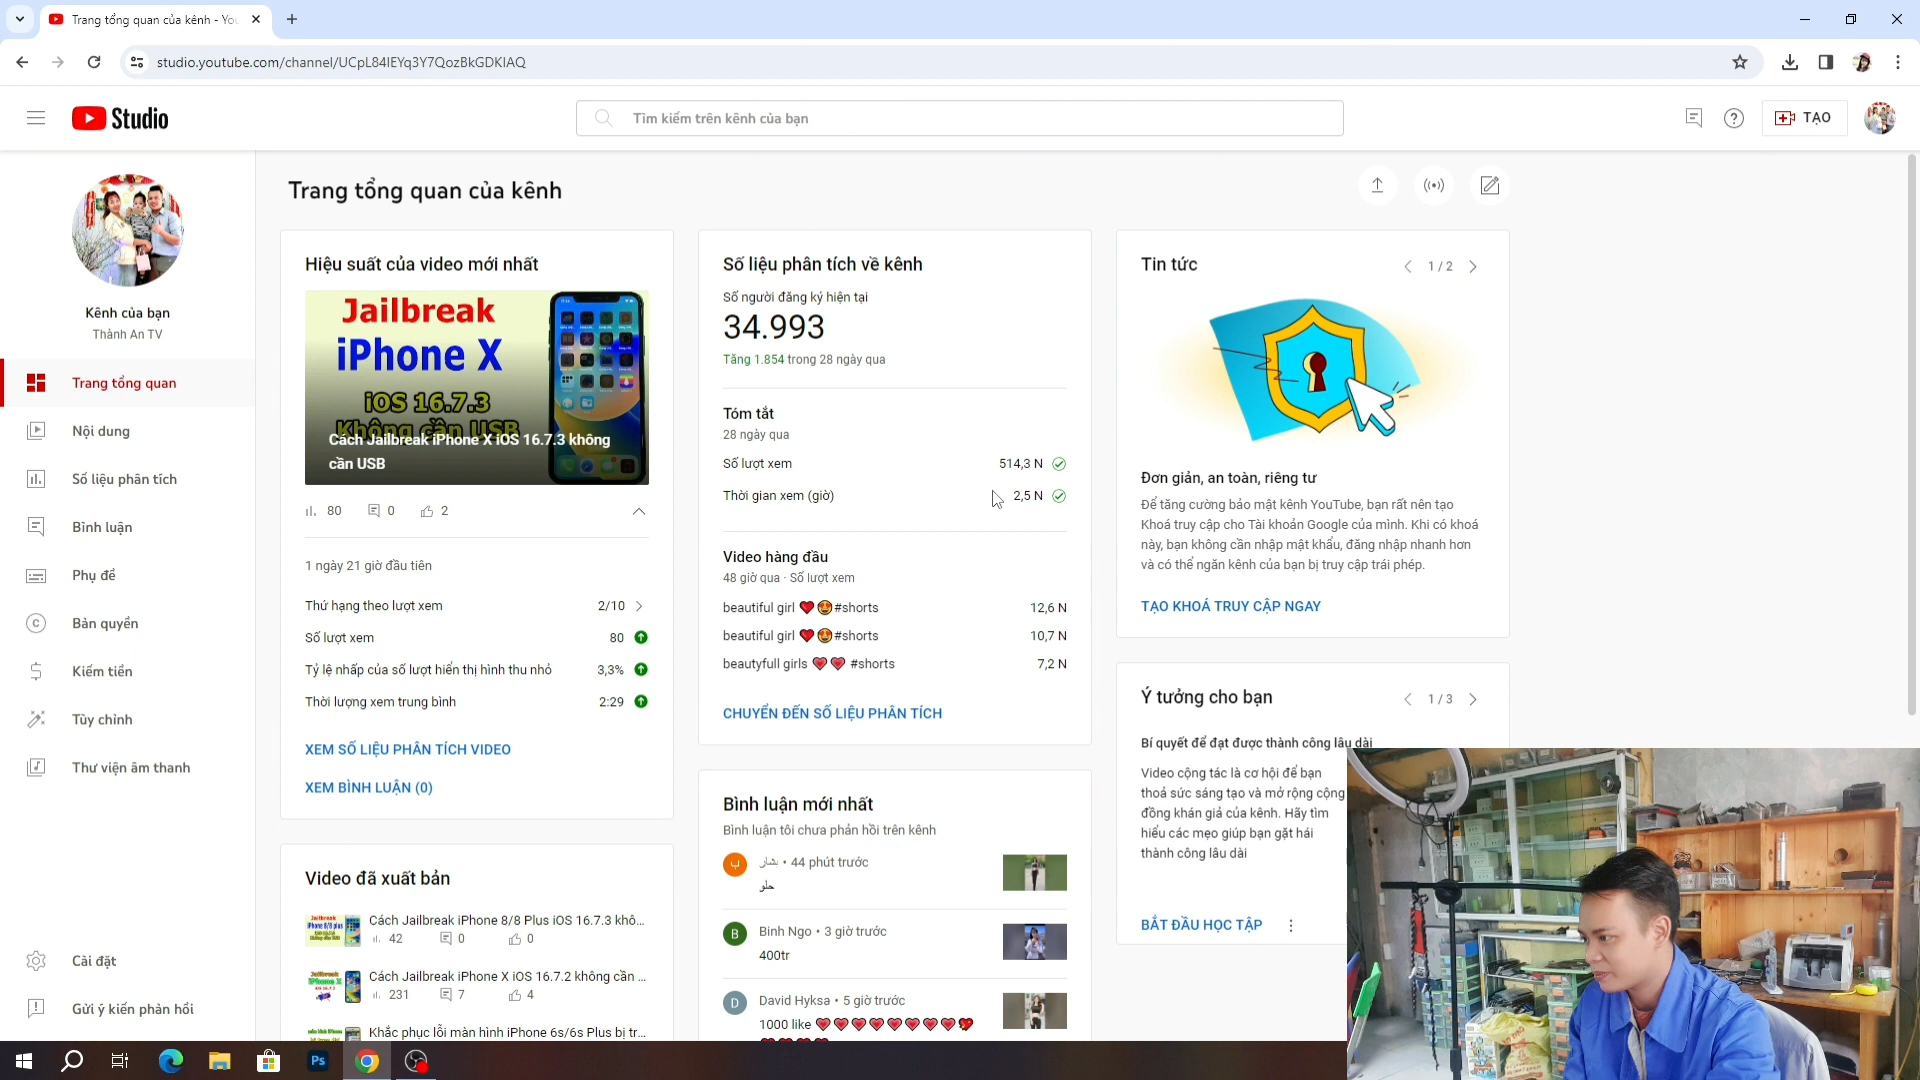 Trang tổng quan của kênh - You
studio.youtube.com/channel/UCpL84lEYq3Y7QozBkGDKlAQ
Studio
Tìm kiếm trên kênh của bạn
TẠO
Kênh của bạn
Thành An TV
Trang tổng quan
Nội dung
Số liệu phân tích
Bình luận
Phụ đề
Bản quyền
Kiếm tiền
Tùy chỉnh
Thư viện âm thanh
Cài đặt
Gửi ý kiến phản hồi
Trang tổng quan của kênh
Hiệu suất của video mới nhất
Jailbreak
iPhone X
iOS 16.7.3
Không cần USB
Cách Jailbreak iPhone X iOS 16.7.3 không
cần USB
80 0 2
1 ngày 21 giờ đầu tiên
Thứ hạng theo lượt xem 2/10
Số lượt xem 80
Tỷ lệ nhấp của số lượt hiển thị hình thu nhỏ 3,3%
Thời lượng xem trung bình 2:29
XEM SỐ LIỆU PHÂN TÍCH VIDEO
XEM BÌNH LUẬN (0)
Video đã xuất bản
Cách Jailbreak iPhone 8/8 Plus iOS 16.7.3 khô...
42 0 0
Cách Jailbreak iPhone X iOS 16.7.2 không cần ...
231 7 4
Khắc phục lỗi màn hình iPhone 6s/6s Plus bị tr...
Số liệu phân tích về kênh
Số người đăng ký hiện tại
34.993
Tăng 1.854 trong 28 ngày qua
Tóm tắt
28 ngày qua
Số lượt xem 514,3 N
Thời gian xem (giờ) 2,5 N
Video hàng đầu
48 giờ qua · Số lượt xem
beautiful girl ❤️😍#shorts 12,6 N
beautiful girl ❤️😍#shorts 10,7 N
beautyfull girls 💗💗 #shorts 7,2 N
CHUYỂN ĐẾN SỐ LIỆU PHÂN TÍCH
Bình luận mới nhất
Bình luận tôi chưa phản hồi trên kênh
بشار • 44 phút trước
حلو
B
Binh Ngo • 3 giờ trước
400tr
D
David Hyksa • 5 giờ trước
1000 like ❤️❤️❤️❤️❤️❤️❤️❤️💖
Tin tức
1 / 2
Đơn giản, an toàn, riêng tư
Để tăng cường bảo mật kênh YouTube, bạn rất nên tạo
Khoá truy cập cho Tài khoản Google của mình. Khi có khoá
này, bạn không cần nhập mật khẩu, đăng nhập nhanh hơn
và có thể ngăn kênh của bạn bị truy cập trái phép.
TẠO KHOÁ TRUY CẬP NGAY
Ý tưởng cho bạn
1 / 3
Bí quyết để đạt được thành công lâu dài
Video cộng tác là cơ hội để bạn
thoả sức sáng tạo và mở rộng cộng
đồng khán giả của kênh. Hãy tìm
hiểu các mẹo giúp bạn gặt hái
thành công lâu dài
BẮT ĐẦU HỌC TẬP
Ps